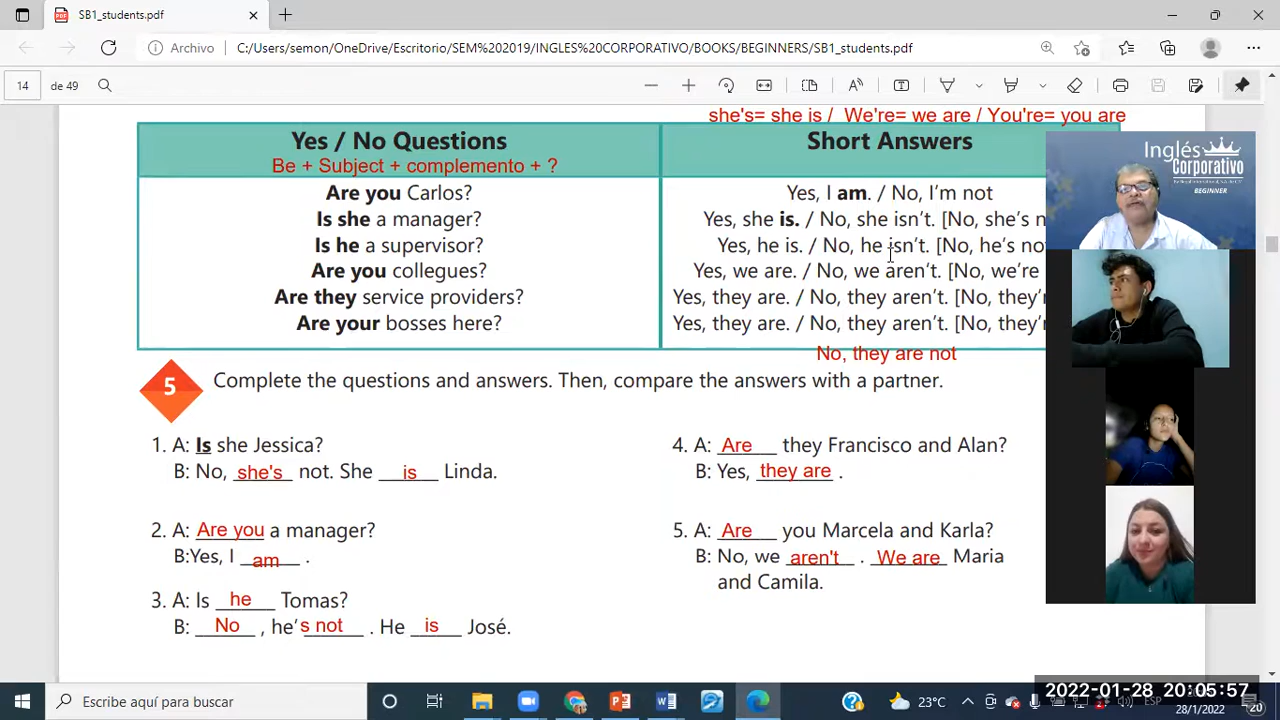 SB1_students.pdf
Archivo
C:/Users/semon/OneDrive/Escritorio/SEM%202019/INGLES%20CORPORATIVO/BOOKS/BEGINNERS/SB1_students.pdf
14 de 49
she's= she is / We're= we are / You're= you are
Yes / No Questions
Be + Subject + complemento + ?
Are you Carlos?
Is she a manager?
Is he a supervisor?
Are you collegues?
Are they service providers?
Are your bosses here?
Short Answers
Yes, I am. / No, I'm not
Yes, she is. / No, she isn't. [No, she's
Yes, he is. / No, he isn't. [No, he's not
Yes, we are. / No, we aren't. [No, we're
Yes, they are. / No, they aren't. [No,
Yes, they are. / No, they aren't. [No,
No, they are not
Inglés
Corporativo
BEGINNER
5 Complete the questions and answers. Then, compare the answers with a partner.
1. A: Is she Jessica?
B: No, she's not. She is Linda.
2. A: Are you a manager?
B:Yes, I am .
3. A: Is he Tomas?
B: No , he's not . He is José.
4. A: Are they Francisco and Alan?
B: Yes, they are .
5. A: Are you Marcela and Karla?
B: No, we aren't . We are Maria
and Camila.
Escribe aquí para buscar
23°C
ESP
2022-01-28 20:05:57
28/1/2022
20